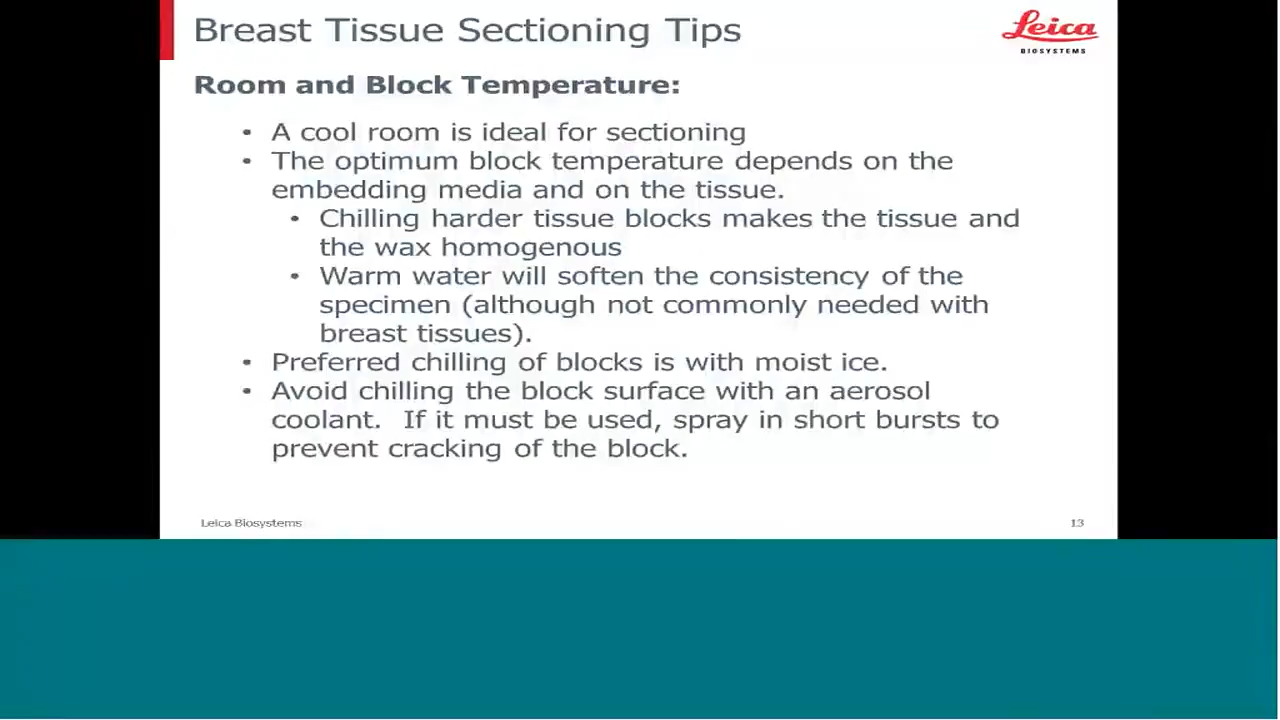 Breast Tissue Sectioning Tips
Leica
BIOSYSTEMS
Room and Block Temperature:
• A cool room is ideal for sectioning
• The optimum block temperature depends on the
embedding media and on the tissue.
• Chilling harder tissue blocks makes the tissue and
the wax homogenous
• Warm water will soften the consistency of the
specimen (although not commonly needed with
breast tissues).
• Preferred chilling of blocks is with moist ice.
• Avoid chilling the block surface with an aerosol
coolant.  If it must be used, spray in short bursts to
prevent cracking of the block.
Leica Biosystems
13